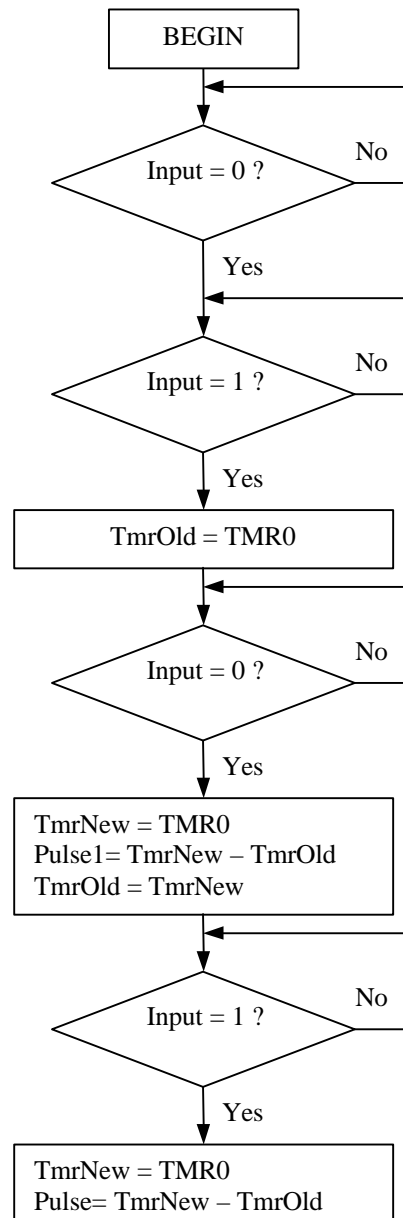 BEGIN
Input = 0 ?
No
Yes
Input = 1 ?
No
Yes
TmrOld = TMR0
Input = 0 ?
No
Yes
TmrNew = TMR0
Pulse1= TmrNew – TmrOld
TmrOld = TmrNew
Input = 1 ?
No
Yes
TmrNew = TMR0
Pulse= TmrNew – TmrOld